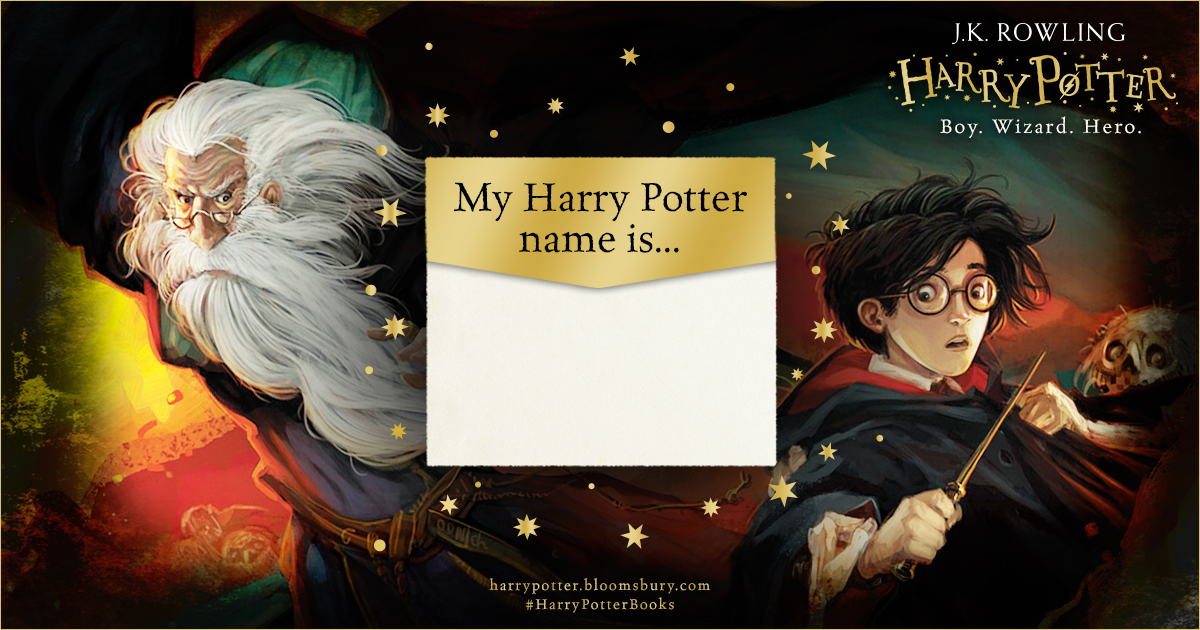 J.K. ROWLING
HARRY POTTER
Boy. Wizard. Hero.
My Harry Potter
name is...
harrypotter.bloomsbury.com
#HarryPotterBooks